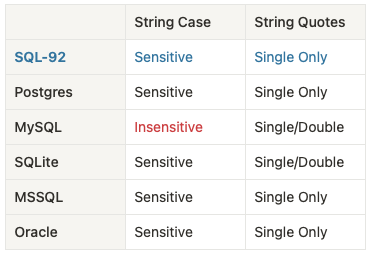 String Case String Quotes
SQL-92 Sensitive Single Only
Postgres Sensitive Single Only
MySQL Insensitive Single/Double
SQLite Sensitive Single/Double
MSSQL Sensitive Single Only
Oracle Sensitive Single Only